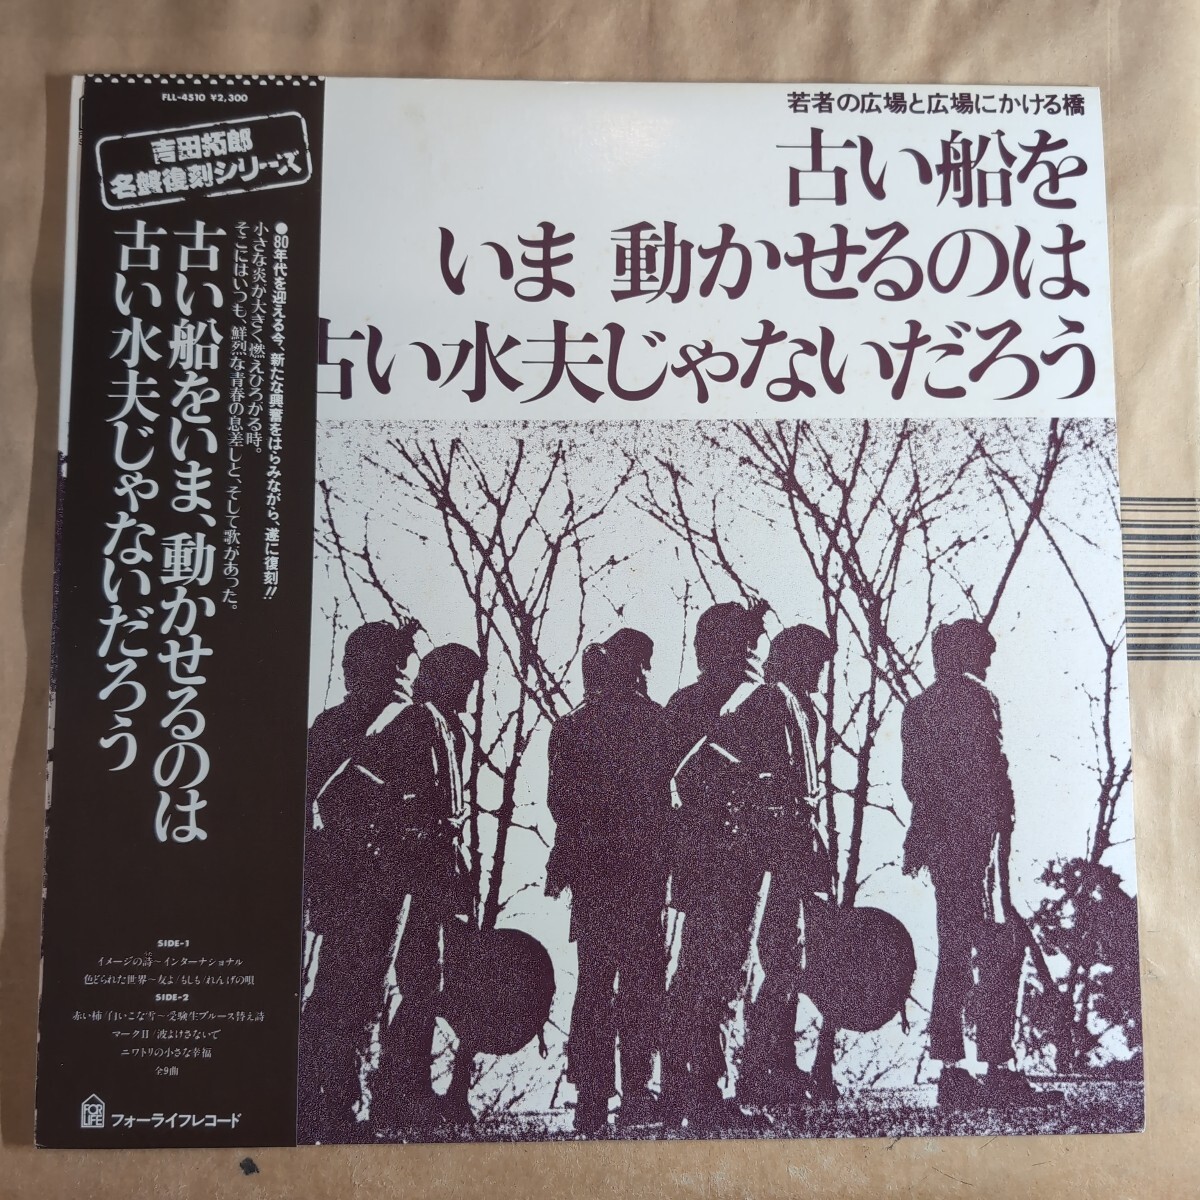 FLL-4510 ¥2,300
吉田拓郎
名盤復刻シリーズ
●80年代を迎える今、新たな興奮をはらみながら、遂に復刻!!
小さな炎が大きく燃えひろがる時。
そこにはいつも、鮮烈な青春の息差しと、そして歌があった。
古い船をいま、動かせるのは
古い水夫じゃないだろう
SIDE-1
イメージの詩~インターナショナル
色どられた世界~友よ/もしも/れんげの唄
SIDE-2
赤い柿/白いこな雪~受験生ブルース替え詩
マークⅡ/波よけさないで
ニワトリの小さな幸福
全9曲
FOR LIFE
フォーライフレコード
若者の広場と広場にかける橋
古い船を
いま 動かせるのは
古い水夫じゃないだろう